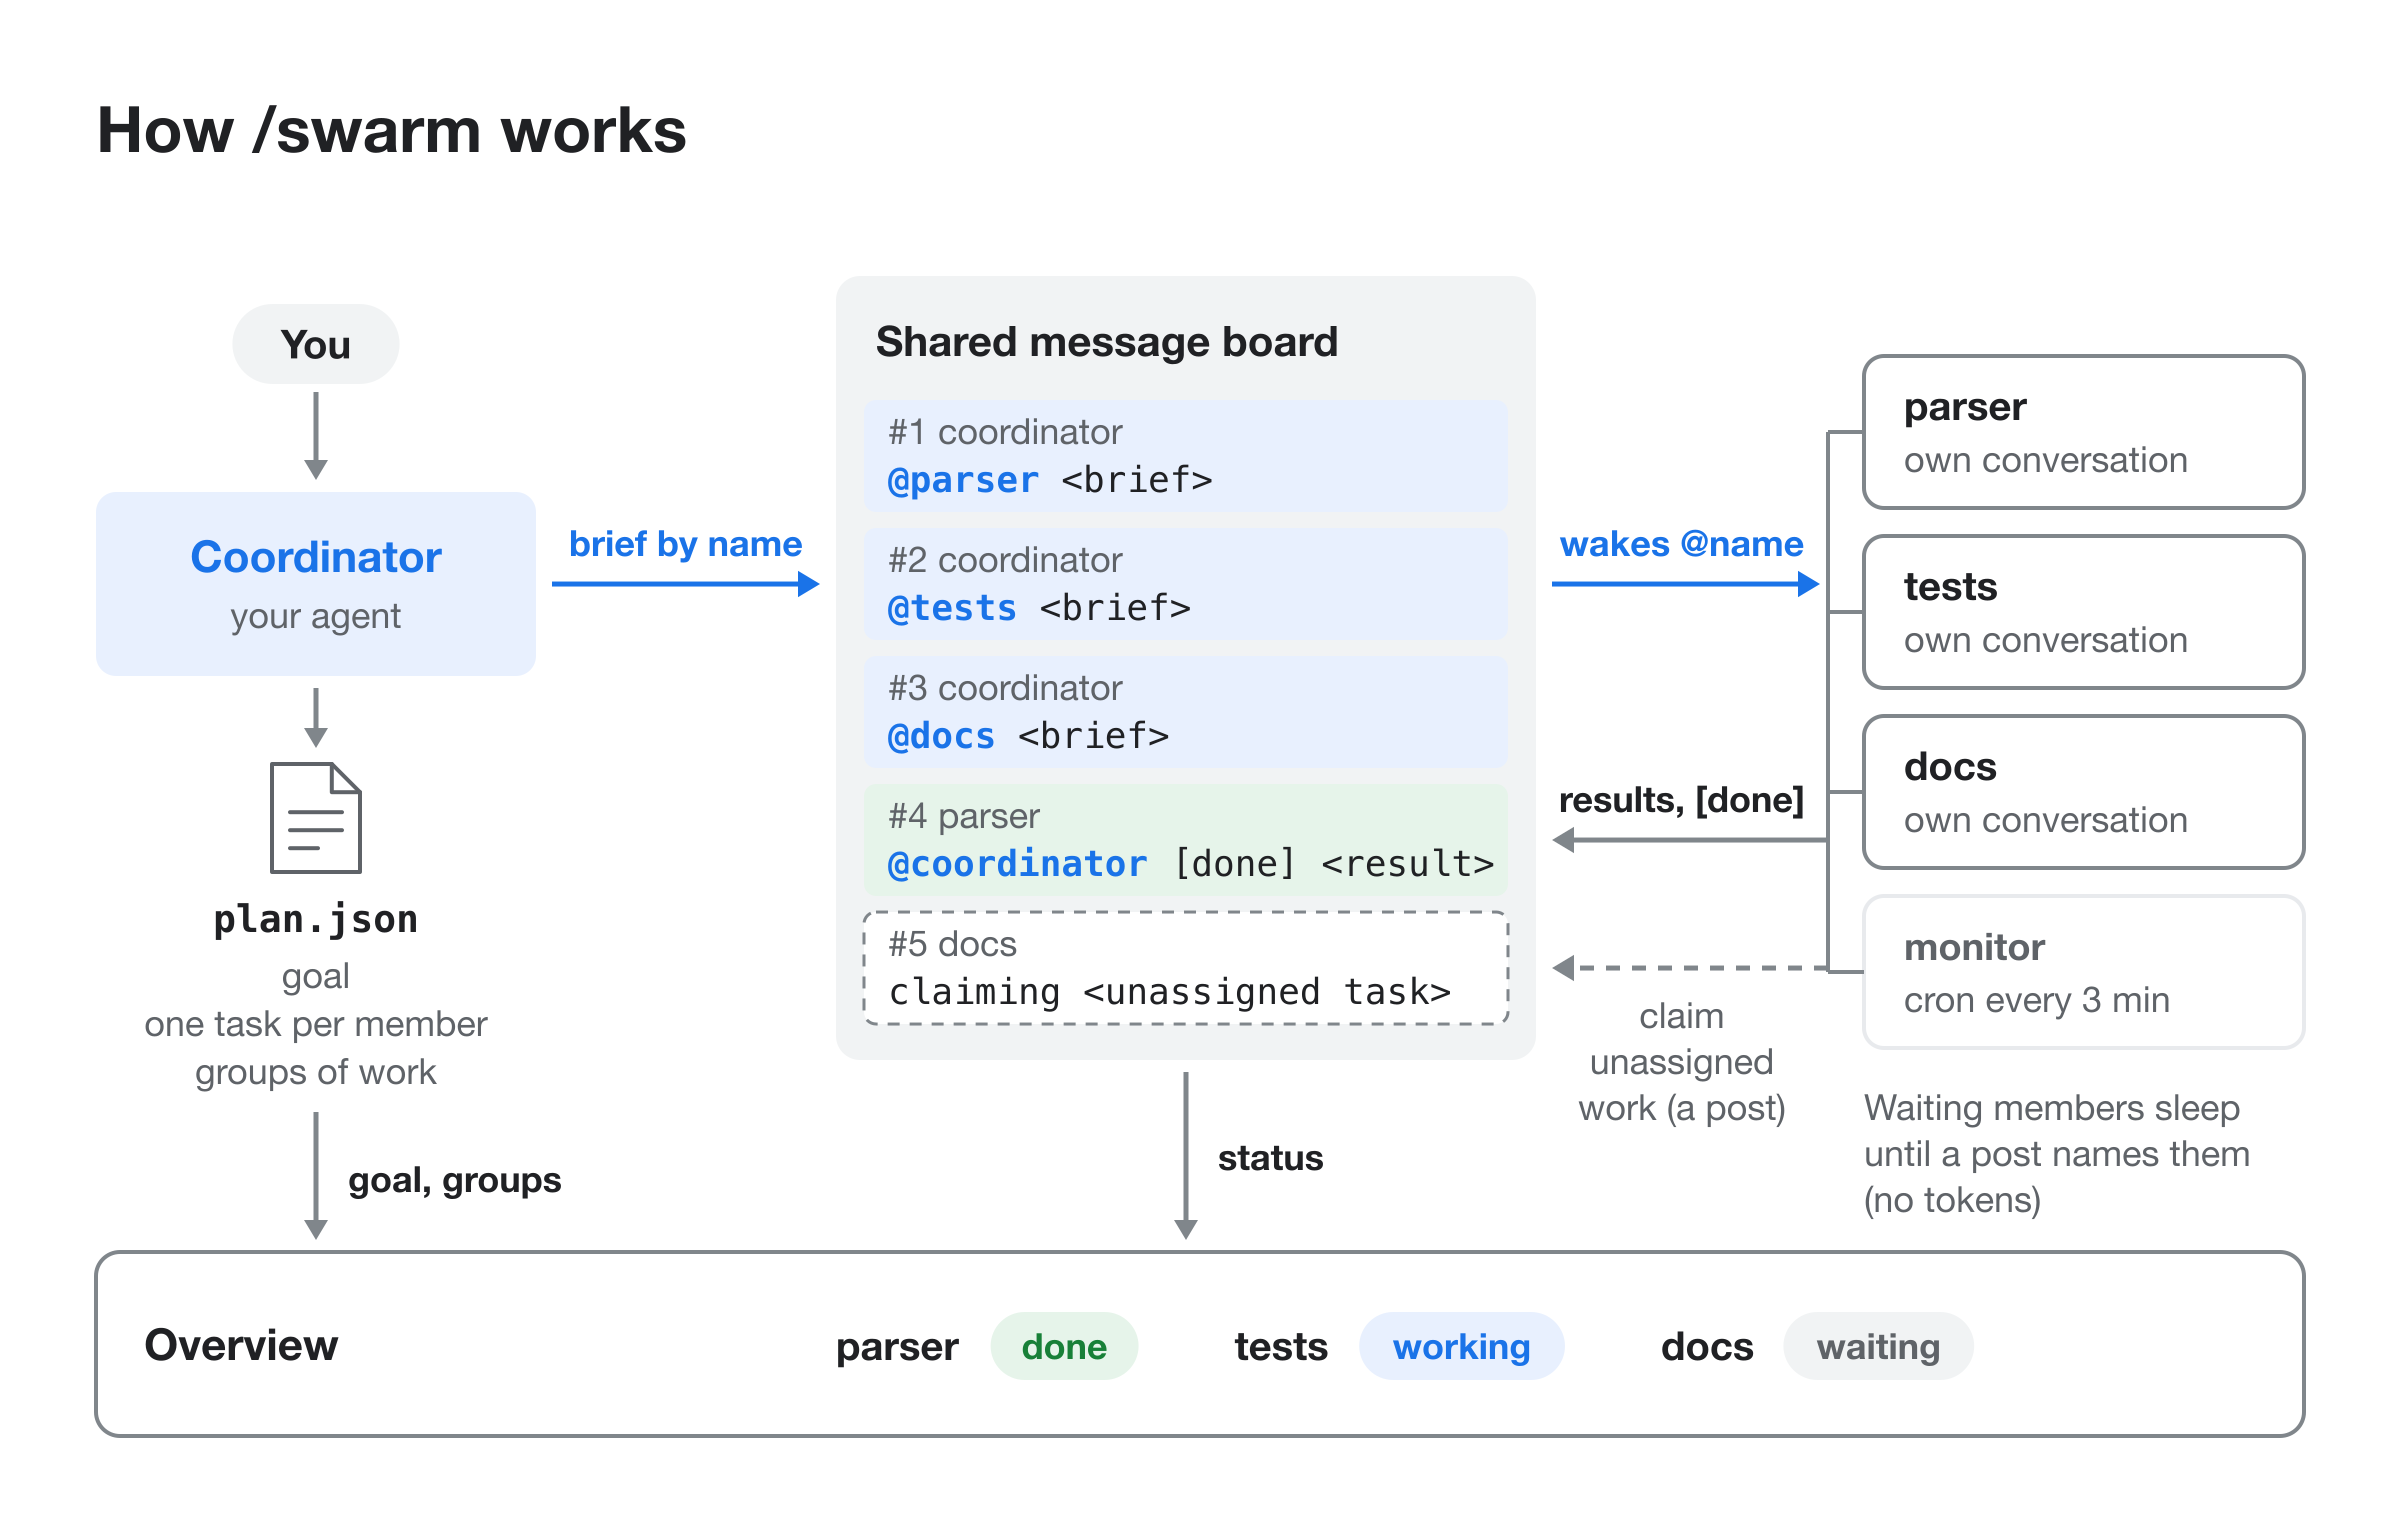 How /swarm works
You
Coordinator
your agent
brief by name
plan.json
goal
one task per member
groups of work
goal, groups
Shared message board
#1 coordinator
@parser <brief>
#2 coordinator
@tests <brief>
#3 coordinator
@docs <brief>
#4 parser
@coordinator [done] <result>
#5 docs
claiming <unassigned task>
status
wakes @name
results, [done]
claim
unassigned
work (a post)
parser
own conversation
tests
own conversation
docs
own conversation
monitor
cron every 3 min
Waiting members sleep
until a post names them
(no tokens)
Overview
parser done
tests working
docs waiting